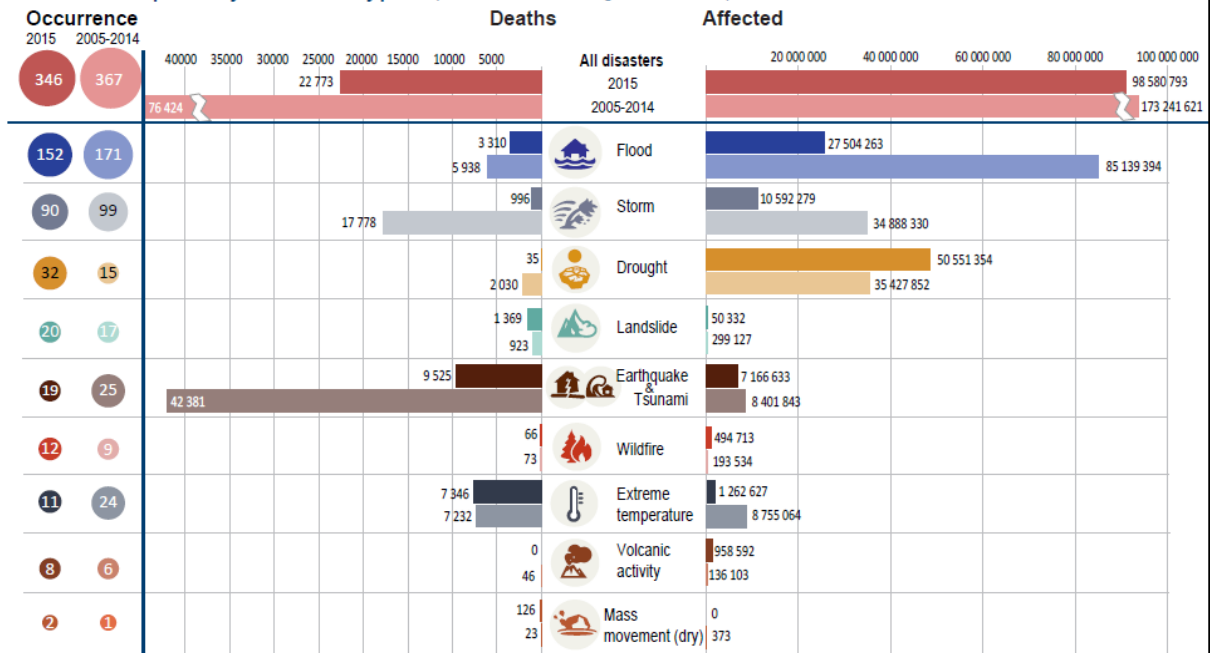 Occurrence Deaths Affected
2015 2005-2014
40000 35000 30000 25000 20000 15000 10000 5000 All disasters 20 000 000 40 000 000 60 000 000 80 000 000 100 000 000
346 367 22 773 2015 98 580 793
76 424 2005-2014 173 241 621
152 171 3 310 Flood 27 504 263
5 938 85 139 394
90 99 996 Storm 10 592 279
17 778 34 888 330
32 15 35 Drought 50 551 354
2 030 35 427 852
20 17 1 369 Landslide 50 332
923 299 127
19 25 9 525 Earthquake 7 166 633
&
42 381 Tsunami 8 401 843
12 9 66 Wildfire 494 713
73 193 534
11 24 7 346 Extreme 1 262 627
7 232 temperature 8 755 064
8 6 0 Volcanic 958 592
46 activity 136 103
2 1 126 Mass 0
23 movement (dry) 373